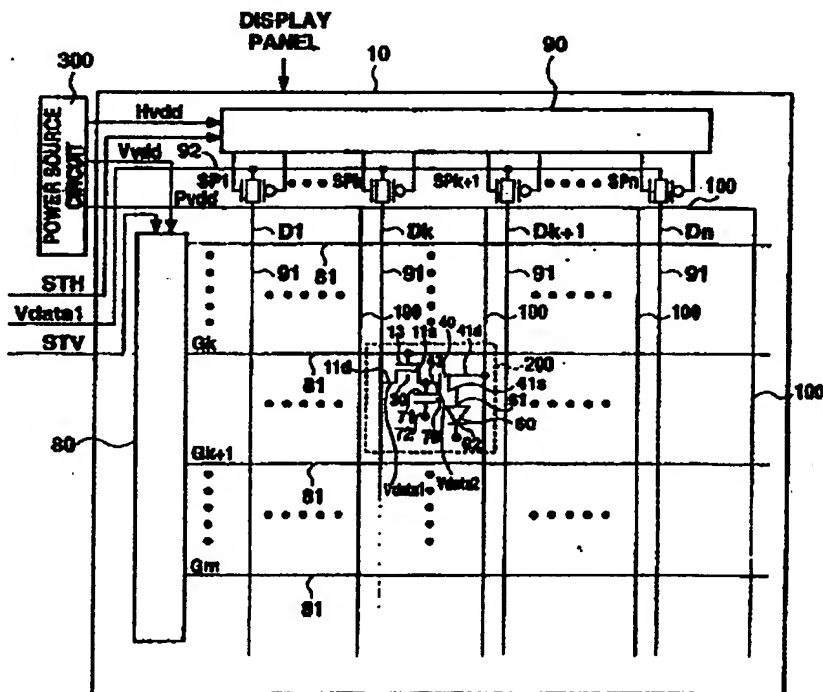 DISPLAY
PANEL
300
10
90
Hvdd
Vvdd
92
POWER SOURCE
CIRCUIT
SP1
SPk
SPk+1
SPn
Pvdd
100
D1
Dk
Dk+1
Dn
91
91
91
91
81
STH
Vdata1
STV
100
100
100
Gk
13
11s
40
41d
200
81
11d
41s
100
30
71
61
60
72
70
62
80
Gk+1
81
Vdata1
Vdata2
Gm
81